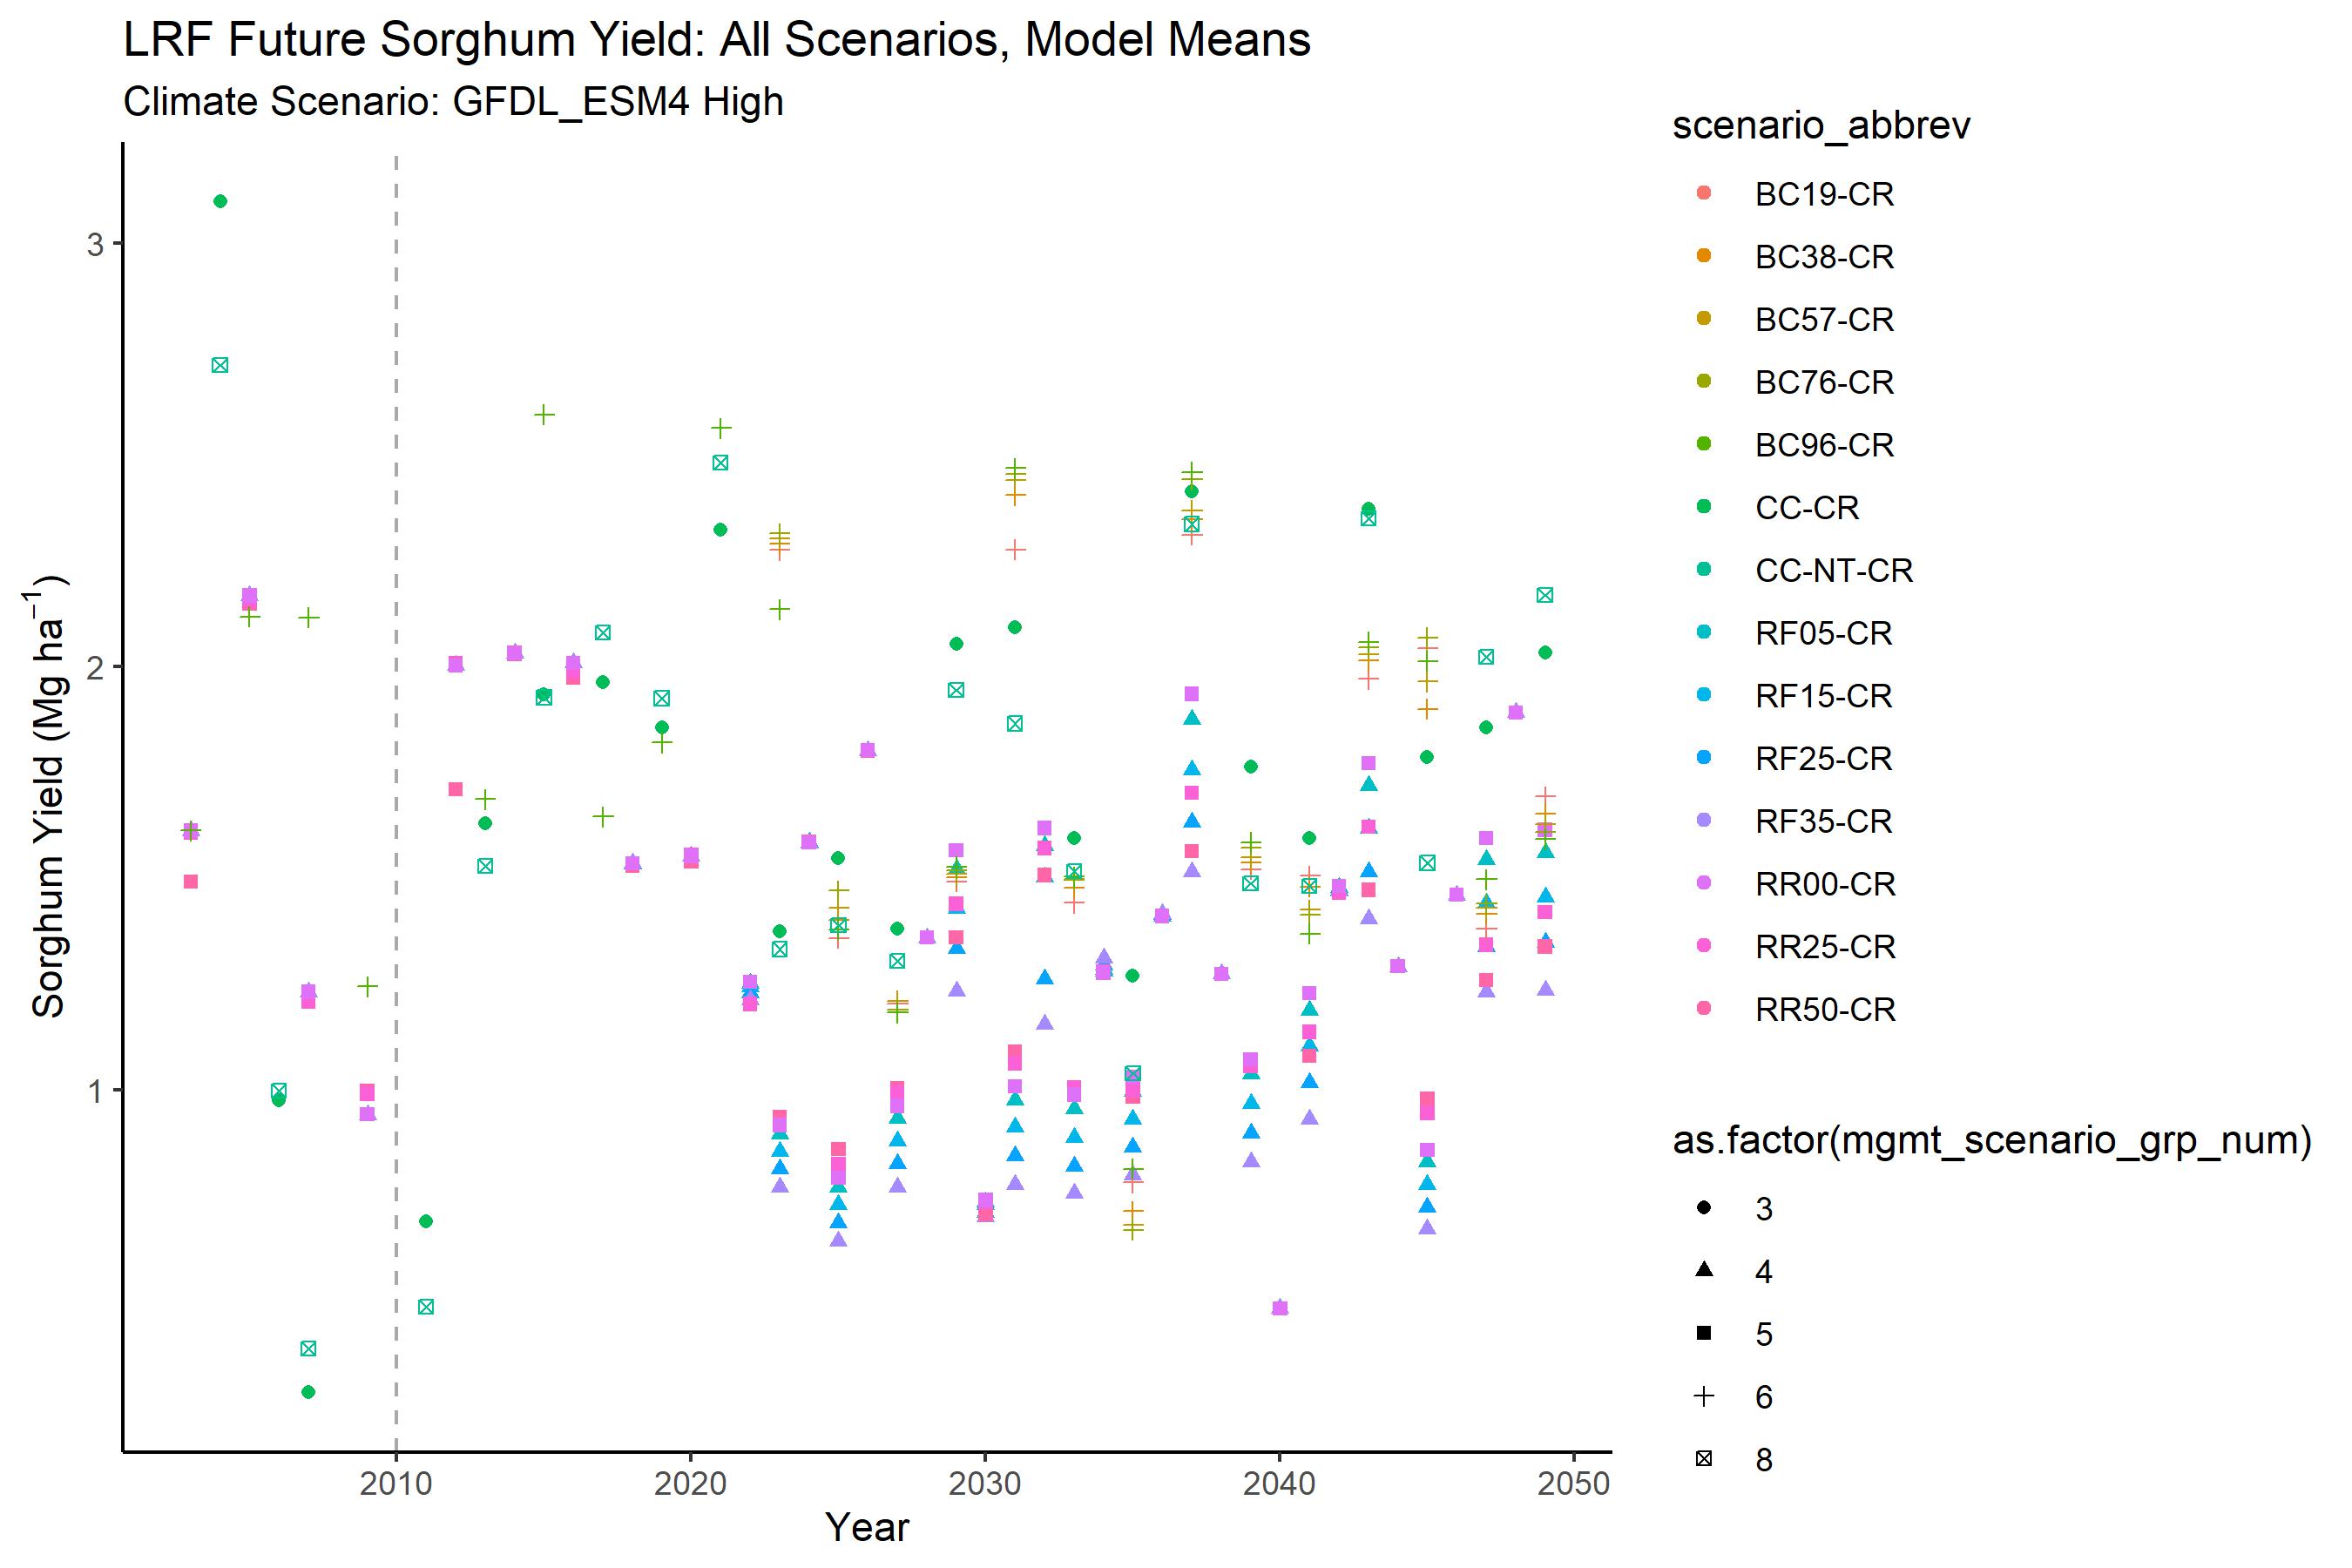 LRF Future Sorghum Yield: All Scenarios, Model Means
Climate Scenario: GFDL_ESM4 High
Sorghum Yield (Mg ha⁻¹)
3
2
1
2010
2020
2030
2040
2050
Year
scenario_abbrev
BC19-CR
BC38-CR
BC57-CR
BC76-CR
BC96-CR
CC-CR
CC-NT-CR
RF05-CR
RF15-CR
RF25-CR
RF35-CR
RR00-CR
RR25-CR
RR50-CR
as.factor(mgmt_scenario_grp_num)
3
4
5
6
8